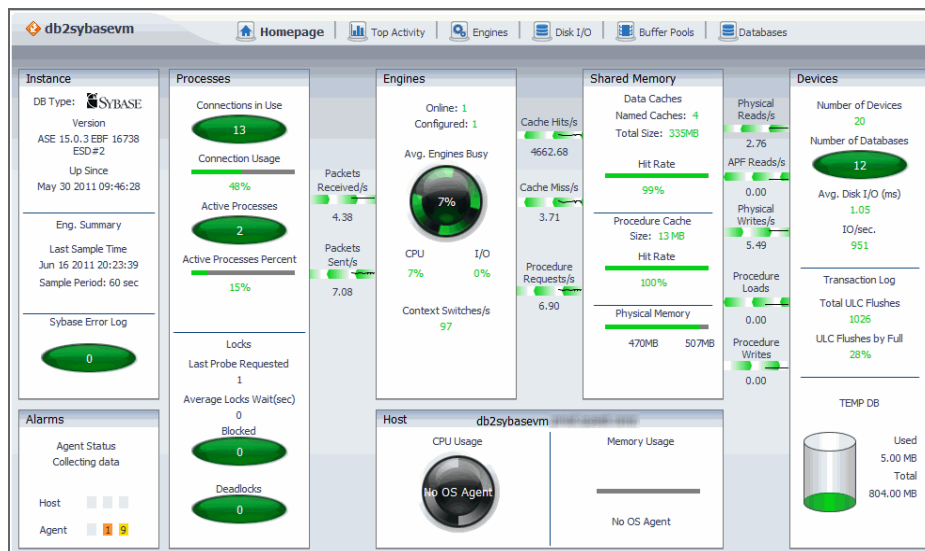 db2sybasevm
Homepage
Top Activity
Engines
Disk I/O
Buffer Pools
Databases
Instance
DB Type: SYBASE
Version
ASE 15.0.3 EBF 16738
ESD#2
Up Since
May 30 2011 09:46:28
Eng. Summary
Last Sample Time
Jun 16 2011 20:23:39
Sample Period: 60 sec
Sybase Error Log
0
Alarms
Agent Status
Collecting data
Host
Agent 1 9
Processes
Connections in Use
13
Connection Usage
48%
Active Processes
2
Active Processes Percent
15%
Locks
Last Probe Requested
1
Average Locks Wait(sec)
0
Blocked
0
Deadlocks
0
Packets
Received/s
4.38
Packets
Sent/s
7.08
Engines
Online: 1
Configured: 1
Avg. Engines Busy
7%
CPU I/O
7% 0%
Context Switches/s
97
Cache Hits/s
4662.68
Cache Miss/s
3.71
Procedure
Requests/s
6.90
Shared Memory
Data Caches
Named Caches: 4
Total Size: 335MB
Hit Rate
99%
Procedure Cache
Size: 13 MB
Hit Rate
100%
Physical Memory
470MB 507MB
Physical
Reads/s
2.76
APF Reads/s
0.00
Physical
Writes/s
5.49
Procedure
Loads
0.00
Procedure
Writes
0.00
Devices
Number of Devices
20
Number of Databases
12
Avg. Disk I/O (ms)
1.05
IO/sec.
951
Transaction Log
Total ULC Flushes
1026
ULC Flushes by Full
28%
TEMP DB
Used
5.00 MB
Total
804.00 MB
Host db2sybasevm
CPU Usage
No OS Agent
Memory Usage
No OS Agent